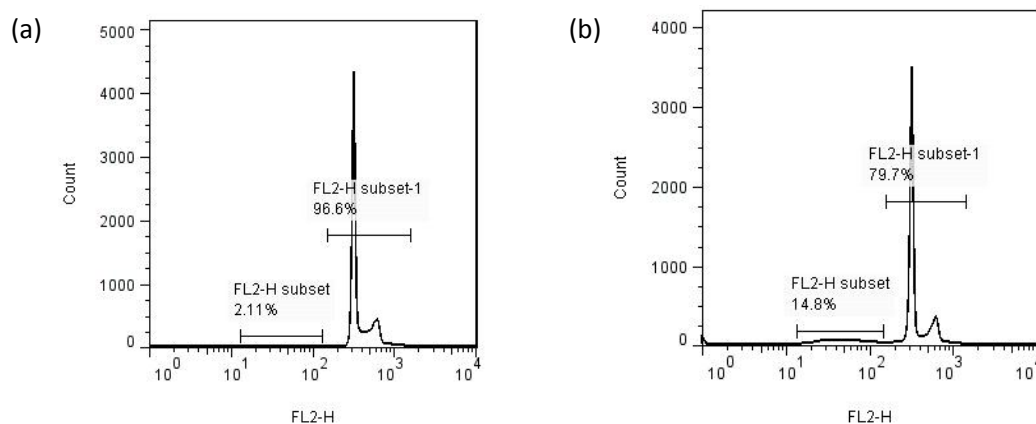 (a)
5000
4000
3000
2000
1000
0
Count
FL2-H subset-1
96.6%
FL2-H subset
2.11%
10^0
10^1
10^2
10^3
10^4
FL2-H
(b)
4000
3000
2000
1000
0
Count
FL2-H subset-1
79.7%
FL2-H subset
14.8%
10^0
10^1
10^2
10^3
10
FL2-H